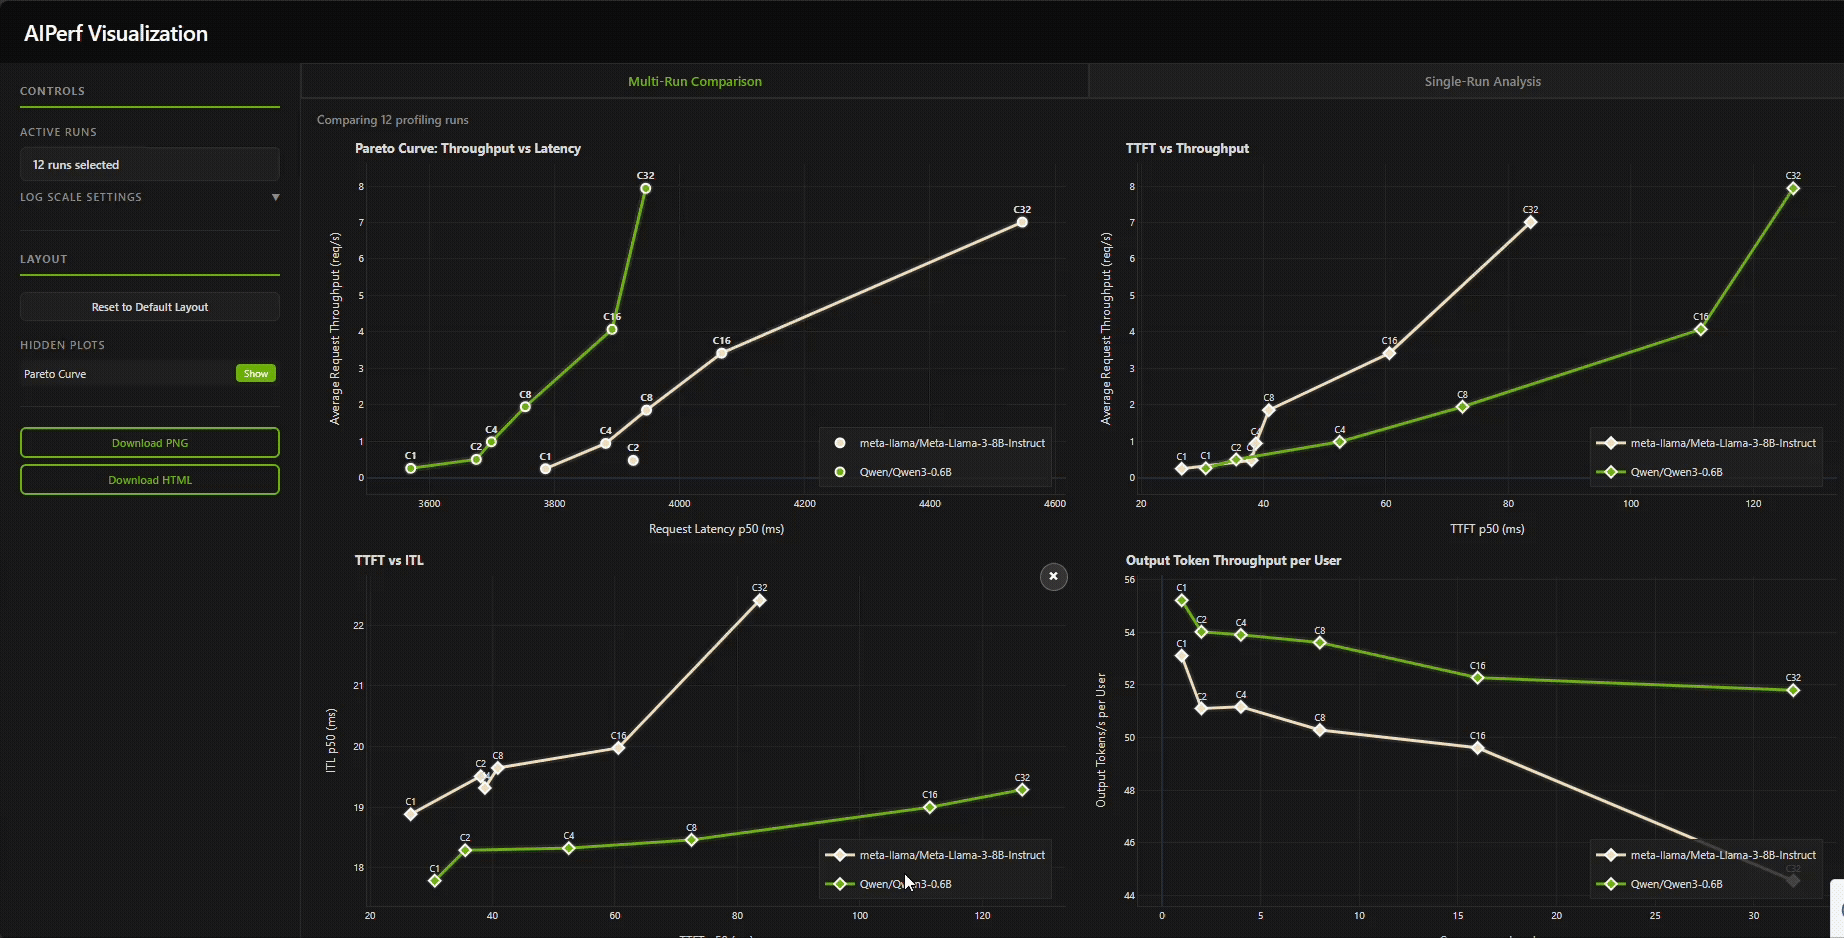 AIPerf Visualization
CONTROLS
ACTIVE RUNS
12 runs selected
LOG SCALE SETTINGS ▼
LAYOUT
Reset to Default Layout
HIDDEN PLOTS
Pareto Curve Show
Download PNG
Download HTML
Multi-Run Comparison
Single-Run Analysis
Comparing 12 profiling runs
Pareto Curve: Throughput vs Latency
Average Request Throughput (req/s)
8
7
6
5
4
3
2
1
0
C1
C2
C4
C8
C16
C32
C1
C2
C4
C8
C16
C32
meta-llama/Meta-Llama-3-8B-Instruct
Qwen/Qwen3-0.6B
3600 3800 4000 4200 4400 4600
Request Latency p50 (ms)
TTFT vs Throughput
Average Request Throughput (req/s)
8
7
6
5
4
3
2
1
0
C1
C4
C8
C16
C32
C1
C2
C4
C8
C16
C32
meta-llama/Meta-Llama-3-8B-Instruct
Qwen/Qwen3-0.6B
20 40 60 80 100 120
TTFT p50 (ms)
TTFT vs ITL
×
ITL p50 (ms)
22
21
20
19
18
C1
C2
C8
C16
C32
C1
C2
C4
C8
C16
C32
meta-llama/Meta-Llama-3-8B-Instruct
Qwen/Qwen3-0.6B
20 40 60 80 100 120
Output Token Throughput per User
Output Tokens/s per User
56
54
52
50
48
46
44
C1
C2
C4
C8
C16
C32
C1
C2
C4
C8
C16
C32
meta-llama/Meta-Llama-3-8B-Instruct
Qwen/Qwen3-0.6B
0 5 10 15 20 25 30